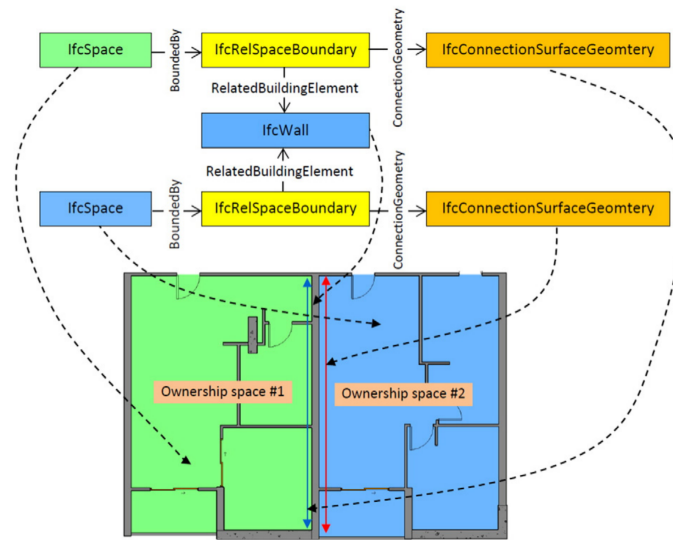 IfcSpace
BoundedBy
IfcRelSpaceBoundary
ConnectionGeometry
IfcConnectionSurfaceGeomtery
RelatedBuildingElement
IfcWall
RelatedBuildingElement
IfcSpace
BoundedBy
IfcRelSpaceBoundary
ConnectionGeometry
IfcConnectionSurfaceGeomtery
Ownership space #1
Ownership space #2